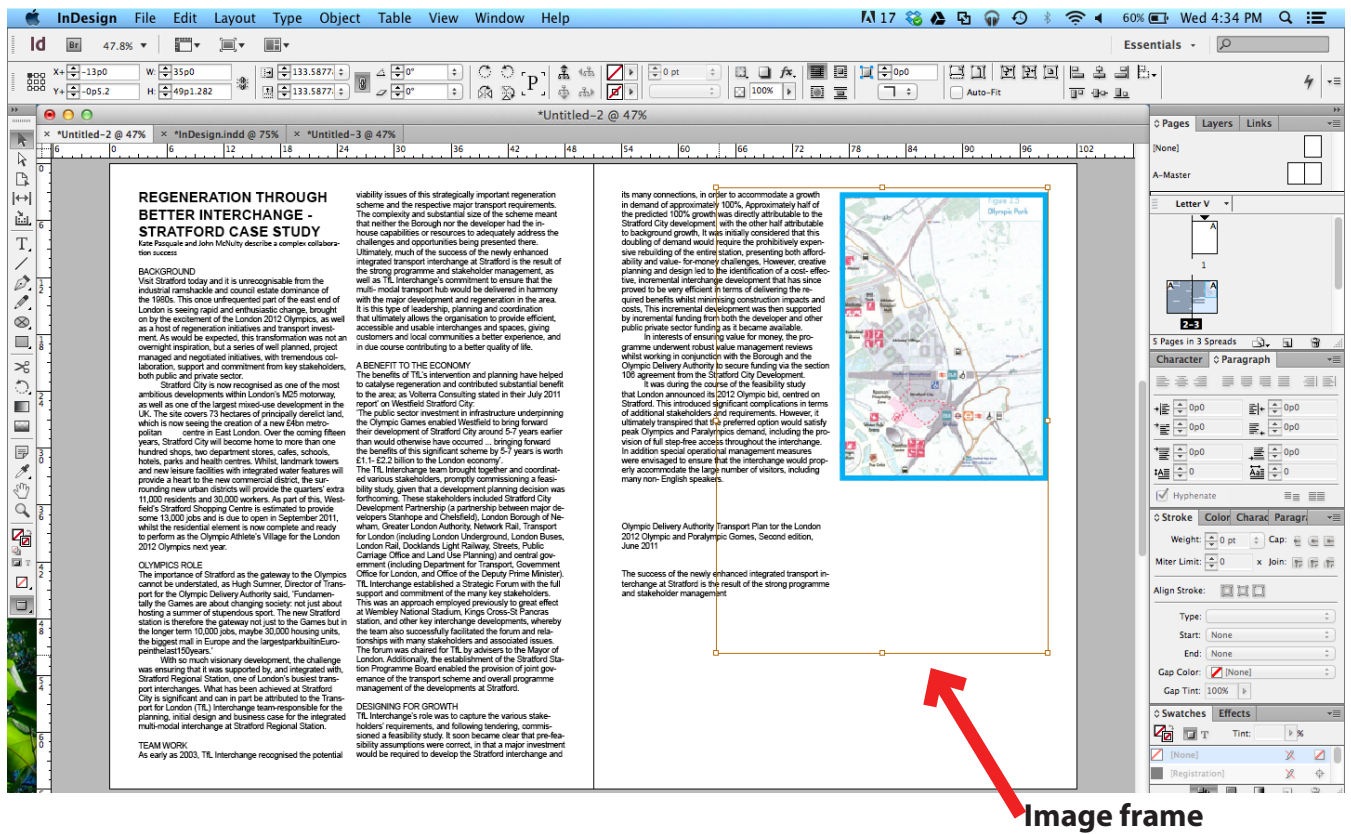 InDesign File Edit Layout Type Object Table View Window Help
17
60% Wed 4:34 PM
Id Br 47.8%
Essentials
X+ -13p0 W: 35p0 133.5877 0° 0 pt 0p0
Y+ -0p5.2 H: 49p1.282 133.5877 0° P 100% fx. Auto-Fit
*Untitled-2 @ 47%
× *Untitled-2 @ 47% × *InDesign.indd @ 75% × *Untitled-3 @ 47%
6 0 6 12 18 24 30 36 42 48 54 60 66 72 78 84 90 96 102
REGENERATION THROUGH
BETTER INTERCHANGE -
STRATFORD CASE STUDY
Kate Pasquale and John McNulty describe a complex collabora-
tion success
BACKGROUND
Visit Stratford today and it is unrecognisable from the
industrial ramshackle and council estate dominance of
the 1980s. This once unfrequented part of the east end of
London is seeing rapid and enthusiastic change, brought
on by the excitement of the London 2012 Olympics, as well
as a host of regeneration initiatives and transport invest-
ment. As would be expected, this transformation was not an
overnight inspiration, but a series of well planned, project
managed and negotiated initiatives, with tremendous col-
laboration, support and commitment from key stakeholders,
both public and private sector.
Stratford City is now recognised as one of the most
ambitious developments within London's M25 motorway,
as well as one of the largest mixed-use development in the
UK. The site covers 73 hectares of principally derelict land,
which is now seeing the creation of a new £4bn metro-
politan centre in East London. Over the coming fifteen
years, Stratford City will become home to more than one
hundred shops, two department stores, cafes, schools,
hotels, parks and health centres. Whilst, landmark towers
and new leisure facilities with integrated water features will
provide a heart to the new commercial district, the sur-
rounding new urban districts will provide the quarters' extra
11,000 residents and 30,000 workers. As part of this, West-
field's Stratford Shopping Centre is estimated to provide
some 13,000 jobs and is due to open in September 2011,
whilst the residential element is now complete and ready
to perform as the Olympic Athlete's Village for the London
2012 Olympics next year.
OLYMPICS ROLE
The importance of Stratford as the gateway to the Olympics
cannot be understated, as Hugh Sumner, Director of Trans-
port for the Olympic Delivery Authority said, 'Fundamen-
tally the Games are about changing society: not just about
hosting a summer of stupendous sport. The new Stratford
station is therefore the gateway not just to the Games but in
the longer term 10,000 jobs, maybe 30,000 housing units,
the biggest mall in Europe and the largestparkbuiltinEuro-
peinthelast150years.'
With so much visionary development, the challenge
was ensuring that it was supported by, and integrated with,
Stratford Regional Station, one of London's busiest trans-
port interchanges. What has been achieved at Stratford
City is significant and can in part be attributed to the Trans-
port for London (TfL) Interchange team-responsible for the
planning, initial design and business case for the integrated
multi-modal interchange at Stratford Regional Station.
TEAM WORK
As early as 2003, TfL Interchange recognised the potential
viability issues of this strategically important regeneration
scheme and the respective major transport requirements.
The complexity and substantial size of the scheme meant
that neither the Borough nor the developer had the in-
house capabilities or resources to adequately address the
challenges and opportunities being presented there.
Ultimately, much of the success of the newly enhanced
integrated transport interchange at Stratford is the result of
the strong programme and stakeholder management, as
well as TfL Interchange's commitment to ensure that the
multi- modal transport hub would be delivered in harmony
with the major development and regeneration in the area.
It is this type of leadership, planning and coordination
that ultimately allows the organisation to provide efficient,
accessible and usable interchanges and spaces, giving
customers and local communities a better experience, and
in due course contributing to a better quality of life.
A BENEFIT TO THE ECONOMY
The benefits of TfL's intervention and planning have helped
to catalyse regeneration and contributed substantial benefit
to the area; as Volterra Consulting stated in their July 2011
report' on Westfield Stratford City:
'The public sector investment in infrastructure underpinning
the Olympic Games enabled Westfield to bring forward
their development of Stratford City around 5-7 years earlier
than would otherwise have occurred ... bringing forward
the benefits of this significant scheme by 5-7 years is worth
£1.1- £2.2 billion to the London economy'.
The TfL Interchange team brought together and coordinat-
ed various stakeholders, promptly commissioning a feasi-
bility study, given that a development planning decision was
forthcoming. These stakeholders included Stratford City
Development Partnership (a partnership between major de-
velopers Stanhope and Chelsfield), London Borough of Ne-
wham, Greater London Authority, Network Rail, Transport
for London (including London Underground, London Buses,
London Rail, Docklands Light Railway, Streets, Public
Carriage Office and Land Use Planning) and central gov-
ernment (including Department for Transport, Government
Office for London, and Office of the Deputy Prime Minister).
TfL Interchange established a Strategic Forum with the full
support and commitment of the many key stakeholders.
This was an approach employed previously to great effect
at Wembley National Stadium, Kings Cross-St Pancras
station, and other key interchange developments, whereby
the team also successfully facilitated the forum and rela-
tionships with many stakeholders and associated issues.
The forum was chaired for TfL by advisers to the Mayor of
London. Additionally, the establishment of the Stratford Sta-
tion Programme Board enabled the provision of joint gov-
ernance of the transport scheme and overall programme
management of the developments at Stratford.
DESIGNING FOR GROWTH
TfL Interchange's role was to capture the various stake-
holders' requirements, and following tendering, commis-
sioned a feasibility study. It soon became clear that pre-fea-
sibility assumptions were correct, in that a major investment
would be required to develop the Stratford interchange and
its many connections, in order to accommodate a growth
in demand of approximately 100%, Approximately half of
the predicted 100% growth was directly attributable to the
Stratford City development, with the other half attributable
to background growth, It was initially considered that this
doubling of demand would require the prohibitively expen-
sive rebuilding of the entire station, presenting both afford-
ability and value- for-money challenges, However, creative
planning and design led to the identification of a cost- effec-
tive, incremental interchange development that has since
proved to be very efficient in terms of delivering the re-
quired benefits whilst minimising construction impacts and
costs, This incremental development was then supported
by incremental funding from both the developer and other
public private sector funding as it became available.
In interests of ensuring value for money, the pro-
gramme underwent robust value management reviews
whilst working in conjunction with the Borough and the
Olympic Delivery Authority to secure funding via the section
106 agreement from the Stratford City Development.
It was during the course of the feasibility study
that London announced its 2012 Olympic bid, centred on
Stratford. This introduced significant complications in terms
of additional stakeholders and requirements. However, it
ultimately transpired that the preferred option would satisfy
peak Olympics and Paralympics demand, including the pro-
vision of full step-free access throughout the interchange.
In addition special operational management measures
were envisaged to ensure that the interchange would prop-
erly accommodate the large number of visitors, including
many non- English speakers.
Olympic Delivery Authority Transport Plan tor the London
2012 Olympic and Paralympic Gomes, Second edition,
June 2011
The success of the newly enhanced integrated transport in-
terchange at Stratford is the result of the strong programme
and stakeholder management
Figure 3.5
Olympic Park
Pages Layers Links
[None]
A-Master
Letter V
A
1
A A
2-3
5 Pages in 3 Spreads
Character Paragraph
0p0 0p0
0p0 0p0
0p0 0p0
0 0
Hyphenate
Stroke Color Charac Paragr
Weight: 0 pt Cap:
Miter Limit: 0 x Join:
Align Stroke:
Type:
Start: None
End: None
Gap Color: [None]
Gap Tint: 100%
Swatches Effects
T Tint: %
[None]
[Registration]
Image frame